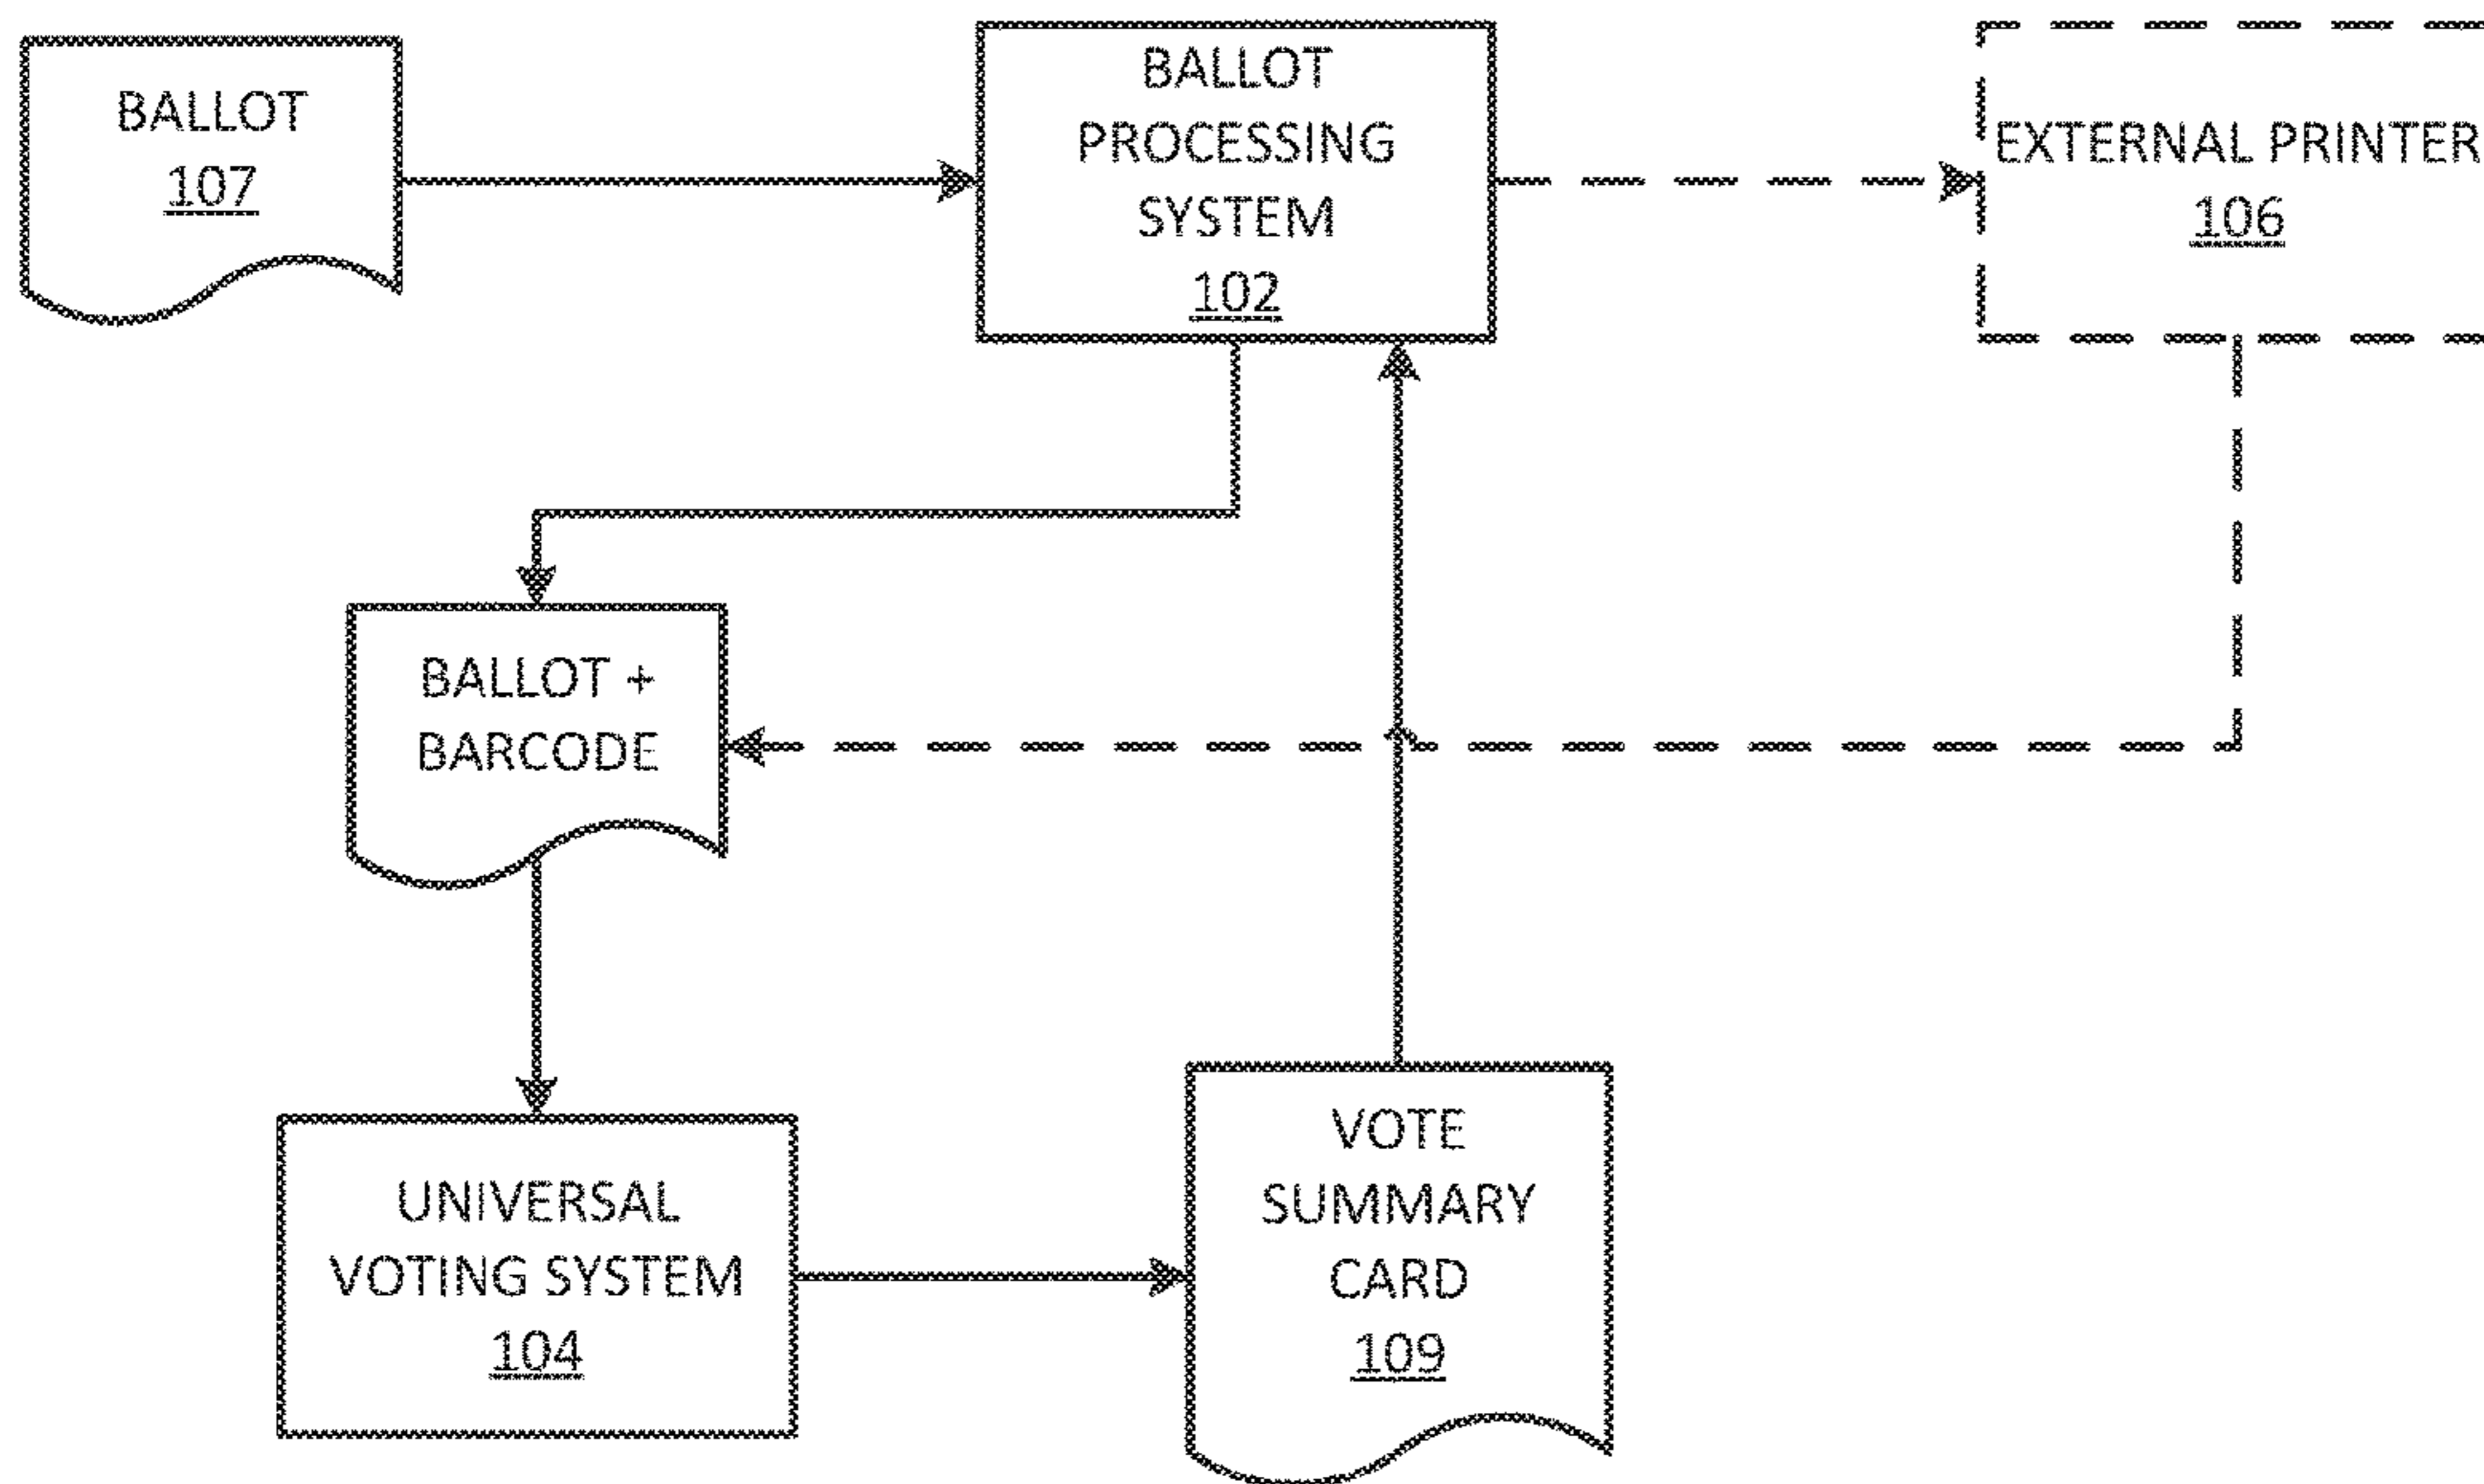 BALLOT
107
BALLOT
PROCESSING
SYSTEM
102
EXTERNAL PRINTER
106
BALLOT +
BARCODE
UNIVERSAL
VOTING SYSTEM
104
VOTE
SUMMARY
CARD
109